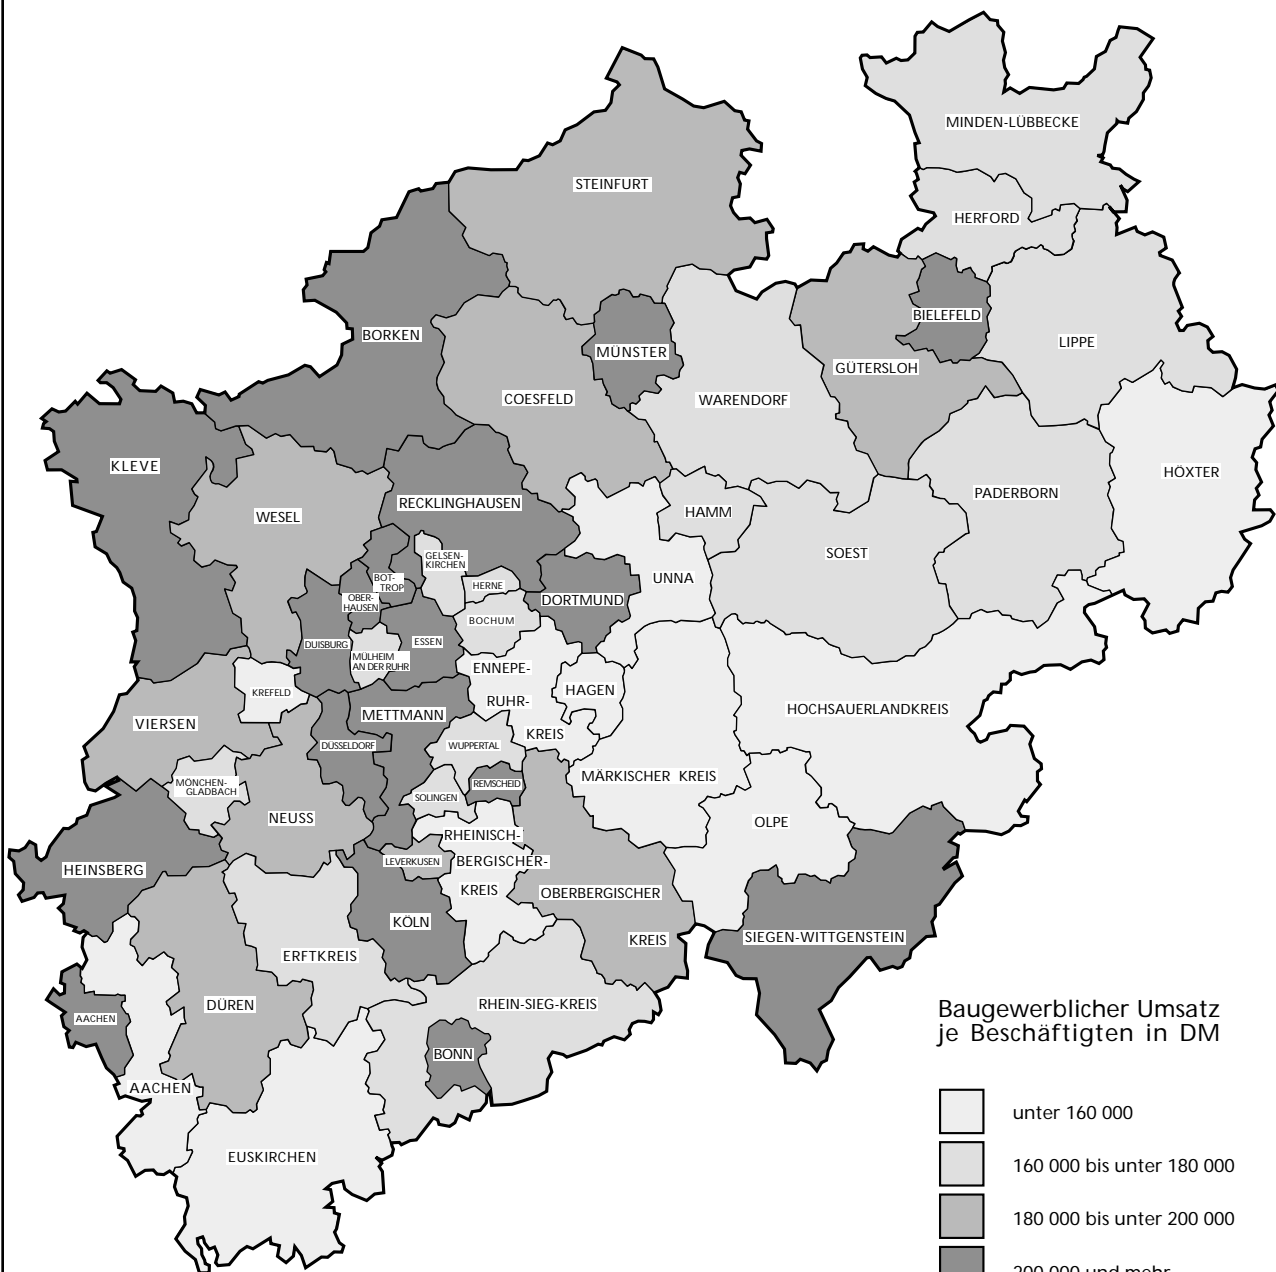 MINDEN-LÜBBECKE
STEINFURT
HERFORD
BIELEFELD
BORKEN
LIPPE
MÜNSTER
GÜTERSLOH
COESFELD
WARENDORF
KLEVE
HÖXTER
PADERBORN
RECKLINGHAUSEN
HAMM
WESEL
SOEST
GELSEN-
KIRCHEN
UNNA
BOT-
TROP
HERNE
OBER-
HAUSEN
DORTMUND
BOCHUM
DUISBURG
ESSEN
MÜLHEIM
AN DER RUHR
ENNEPE-
RUHR-
KREIS
HAGEN
KREFELD
HOCHSAUERLANDKREIS
METTMANN
VIERSEN
DÜSSELDORF
WUPPERTAL
MÄRKISCHER KREIS
REMSCHEID
MÖNCHEN-
GLADBACH
SOLINGEN
NEUSS
OLPE
RHEINISCH-
BERGISCHER-
KREIS
LEVERKUSEN
HEINSBERG
OBERBERGISCHER
KREIS
KÖLN
SIEGEN-WITTGENSTEIN
ERFTKREIS
DÜREN
RHEIN-SIEG-KREIS
AACHEN
BONN
AACHEN
EUSKIRCHEN
Baugewerblicher Umsatz
je Beschäftigten in DM
unter 160 000
160 000 bis unter 180 000
180 000 bis unter 200 000
200 000 und mehr